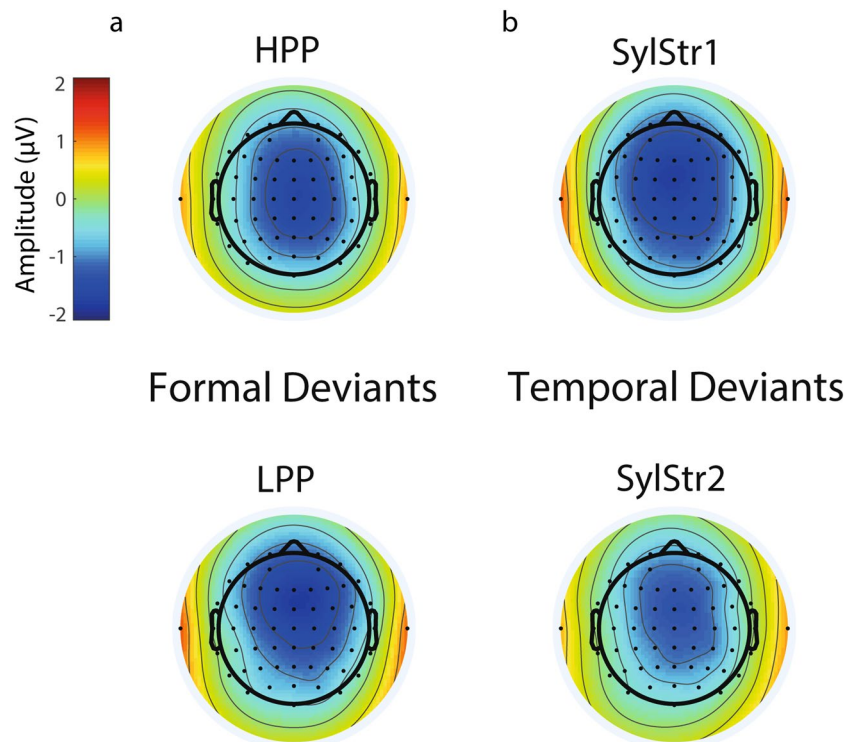 a
HPP
b
SylStr1
Amplitude (µV)
2
1
0
-1
-2
Formal Deviants
Temporal Deviants
LPP
SylStr2